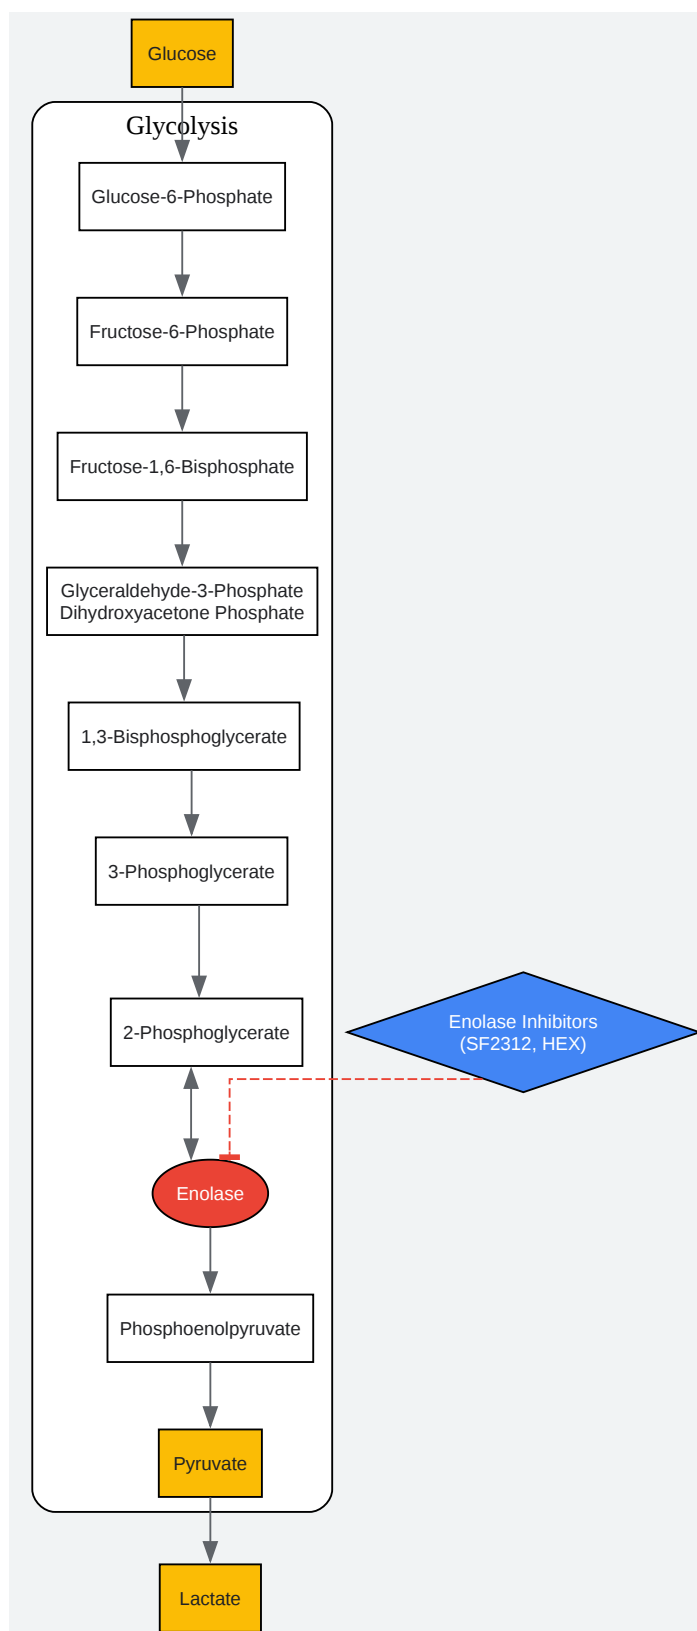 Glucose
Glycolysis
Glucose-6-Phosphate
Fructose-6-Phosphate
Fructose-1,6-Bisphosphate
Glyceraldehyde-3-Phosphate
Dihydroxyacetone Phosphate
1,3-Bisphosphoglycerate
3-Phosphoglycerate
2-Phosphoglycerate
Enolase Inhibitors
(SF2312, HEX)
Enolase
Phosphoenolpyruvate
Pyruvate
Lactate